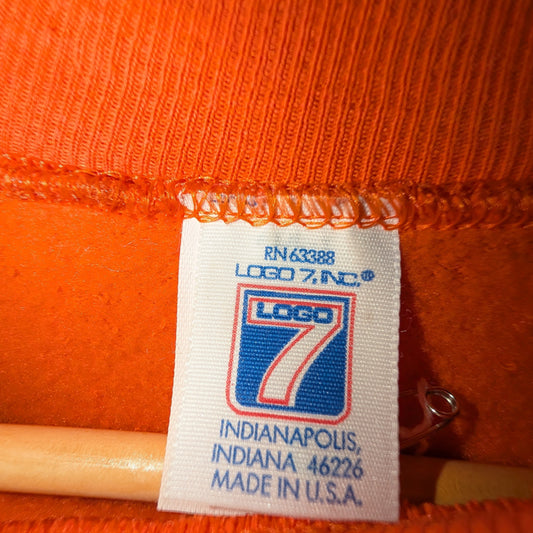 RN 63388
LOGO 7, INC.®
LOGO
7
INDIANAPOLIS,
INDIANA 46226
MADE IN U.S.A.